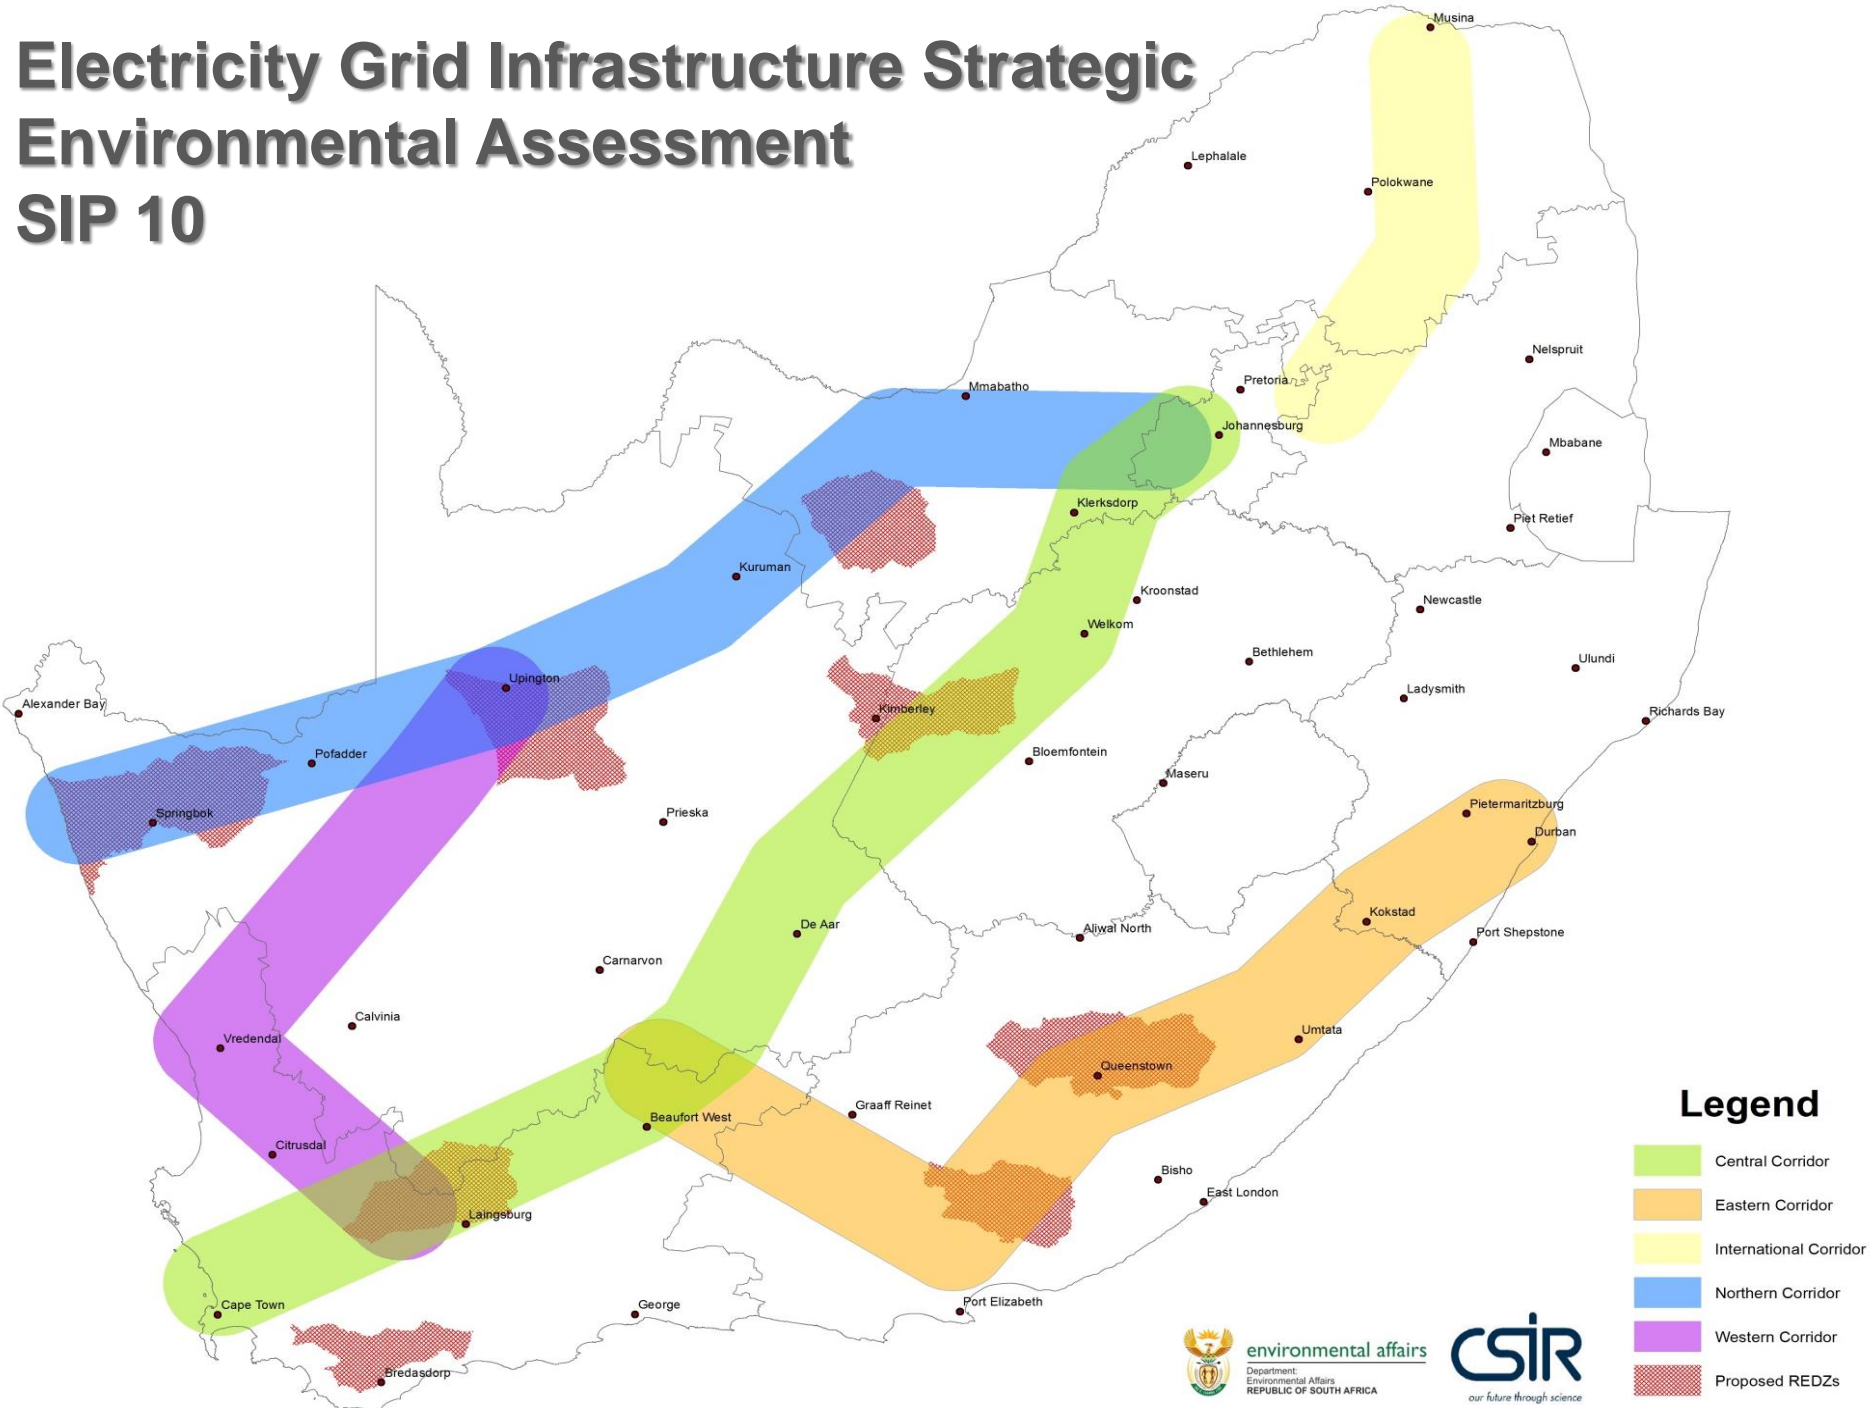 Electricity Grid Infrastructure Strategic
Environmental Assessment
SIP 10
Musina
Lephalale
Polokwane
Nelspruit
Pretoria
Mmabatho
Johannesburg
Mbabane
Klerksdorp
Piet Retief
Kuruman
Kroonstad
Newcastle
Welkom
Bethlehem
Ulundi
Upington
Ladysmith
Alexander Bay
Kimberley
Richards Bay
Pofadder
Bloemfontein
Maseru
Springbok
Prieska
Pietermaritzburg
Durban
Kokstad
De Aar
Aliwal North
Port Shepstone
Carnarvon
Calvinia
Umtata
Vredendal
Queenstown
Graaff Reinet
Beaufort West
Citrusdal
Bisho
East London
Laingsburg
Cape Town
George
Port Elizabeth
Bredasdorp
Legend
Central Corridor
Eastern Corridor
International Corridor
Northern Corridor
Western Corridor
Proposed REDZs
environmental affairs
Department:
Environmental Affairs
REPUBLIC OF SOUTH AFRICA
CSIR
our future through science